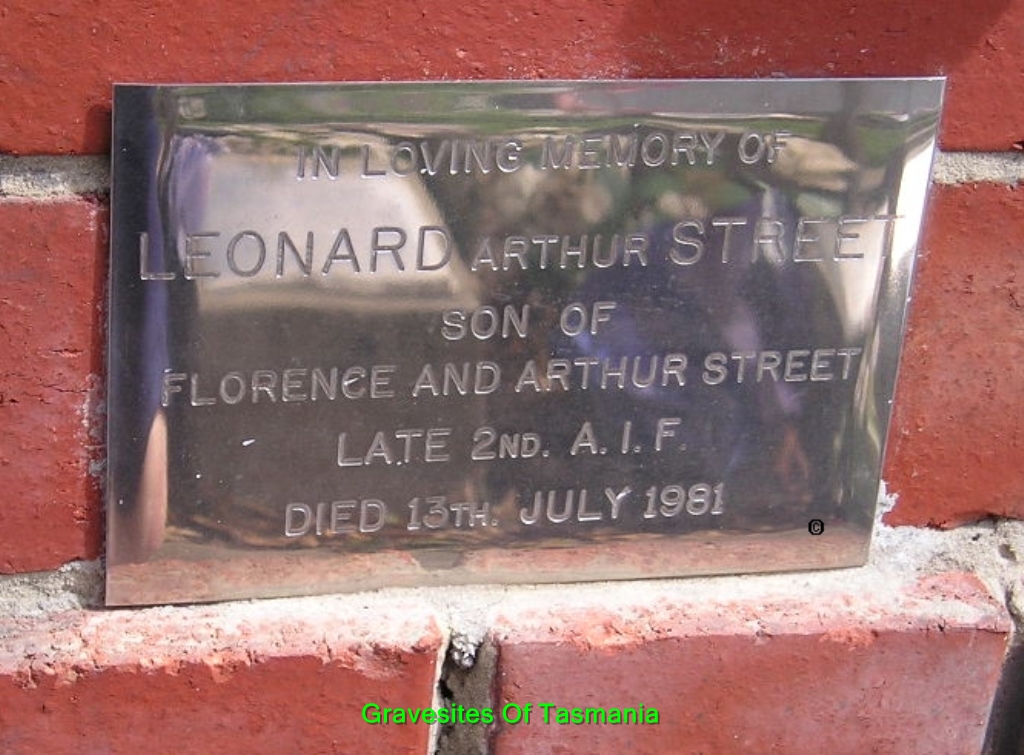 IN LOVING MEMORY OF
LEONARD ARTHUR STREET
SON OF
FLORENCE AND ARTHUR STREET
LATE 2ND. A.I.F.
DIED 13TH. JULY 1981
©
Gravesites Of Tasmania